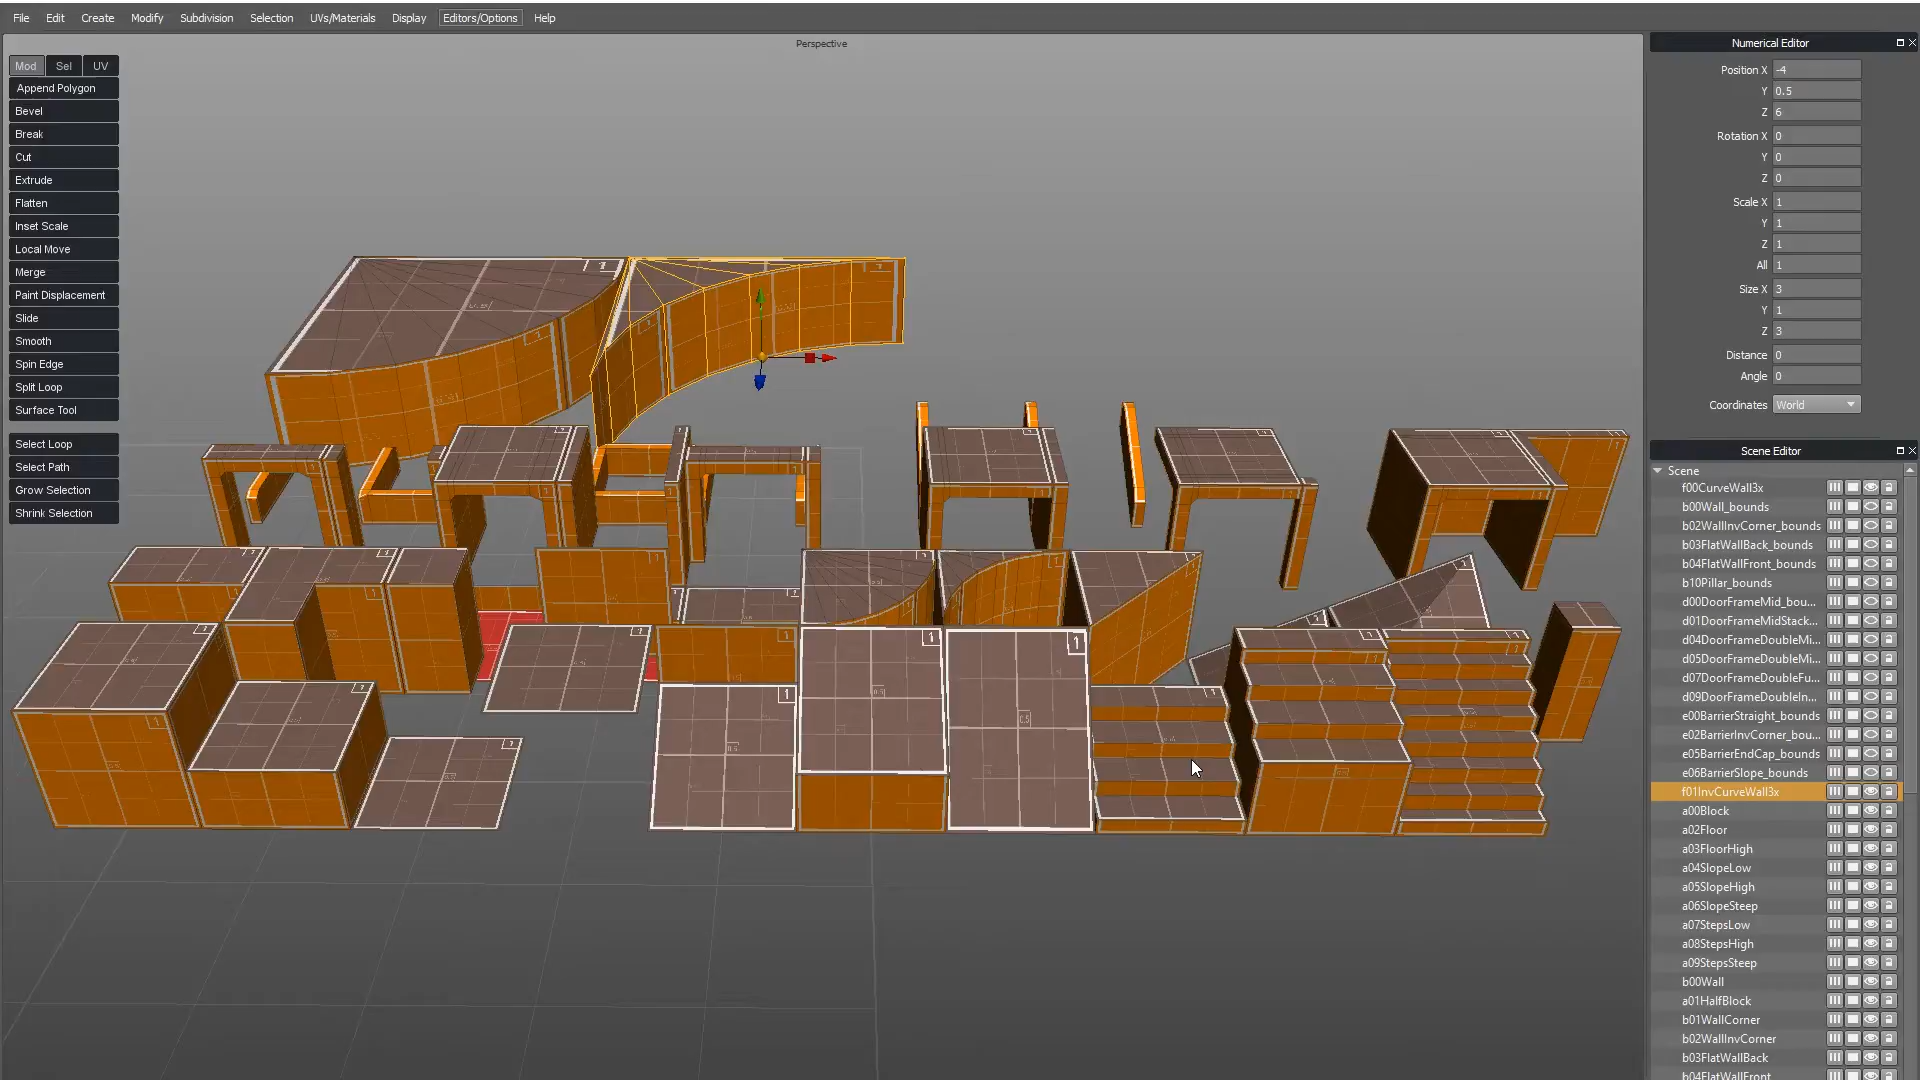 File Edit Create Modify Subdivision Selection UVs/Materials Display Editors/Options Help
Perspective
Mod Sel UV
Append Polygon
Bevel
Break
Cut
Extrude
Flatten
Inset Scale
Local Move
Merge
Paint Displacement
Slide
Smooth
Spin Edge
Split Loop
Surface Tool
Select Loop
Select Path
Grow Selection
Shrink Selection
Numerical Editor
Position X -4
Y 0.5
Z 6
Rotation X 0
Y 0
Z 0
Scale X 1
Y 1
Z 1
All 1
Size X 3
Y 1
Z 3
Distance 0
Angle 0
Coordinates World
Scene Editor
Scene
f00CurveWall3x
b00Wall_bounds
b02WallInvCorner_bounds
b03FlatWallBack_bounds
b04FlatWallFront_bounds
b10Pillar_bounds
d00DoorFrameMid_bou...
d01DoorFrameMidStack...
d04DoorFrameDoubleMi...
d05DoorFrameDoubleMi...
d07DoorFrameDoubleFu...
d09DoorFrameDoubleIn...
e00BarrierStraight_bounds
e02BarrierInvCorner_bou...
e05BarrierEndCap_bounds
e06BarrierSlope_bounds
f01InvCurveWall3x
a00Block
a02Floor
a03FloorHigh
a04SlopeLow
a05SlopeHigh
a06SlopeSteep
a07StepsLow
a08StepsHigh
a09StepsSteep
b00Wall
a01HalfBlock
b01WallCorner
b02WallInvCorner
b03FlatWallBack
b04FlatWallFront